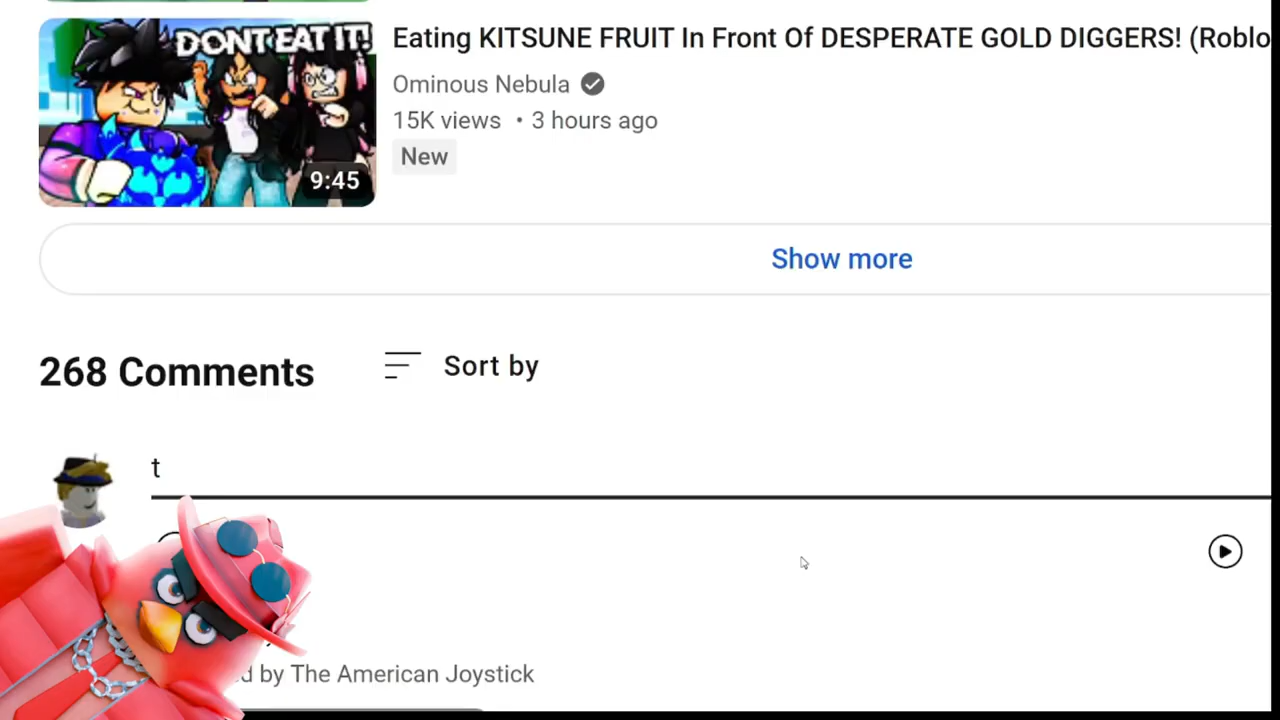 DONT EAT IT!
9:45
Eating KITSUNE FRUIT In Front Of DESPERATE GOLD DIGGERS! (Roblo
Ominous Nebula
15K views • 3 hours ago
New
Show more
268 Comments
Sort by
t
by The American Joystick